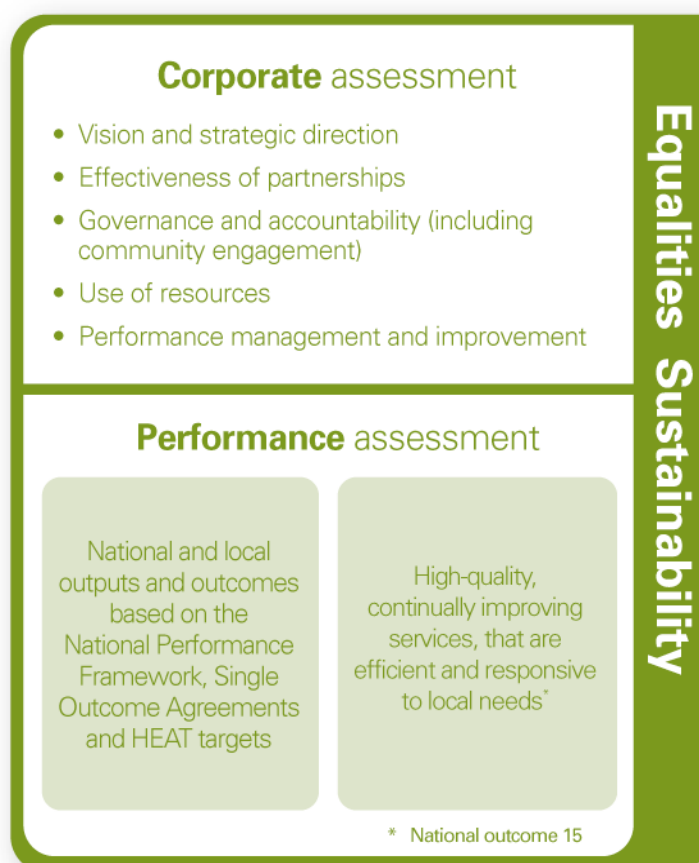 Corporate assessment
• Vision and strategic direction
• Effectiveness of partnerships
• Governance and accountability (including
community engagement)
• Use of resources
• Performance management and improvement
Performance assessment
National and local
outputs and outcomes
based on the
National Performance
Framework, Single
Outcome Agreements
and HEAT targets
High-quality,
continually improving
services, that are
efficient and responsive
to local needs*
* National outcome 15
Equalities Sustainability